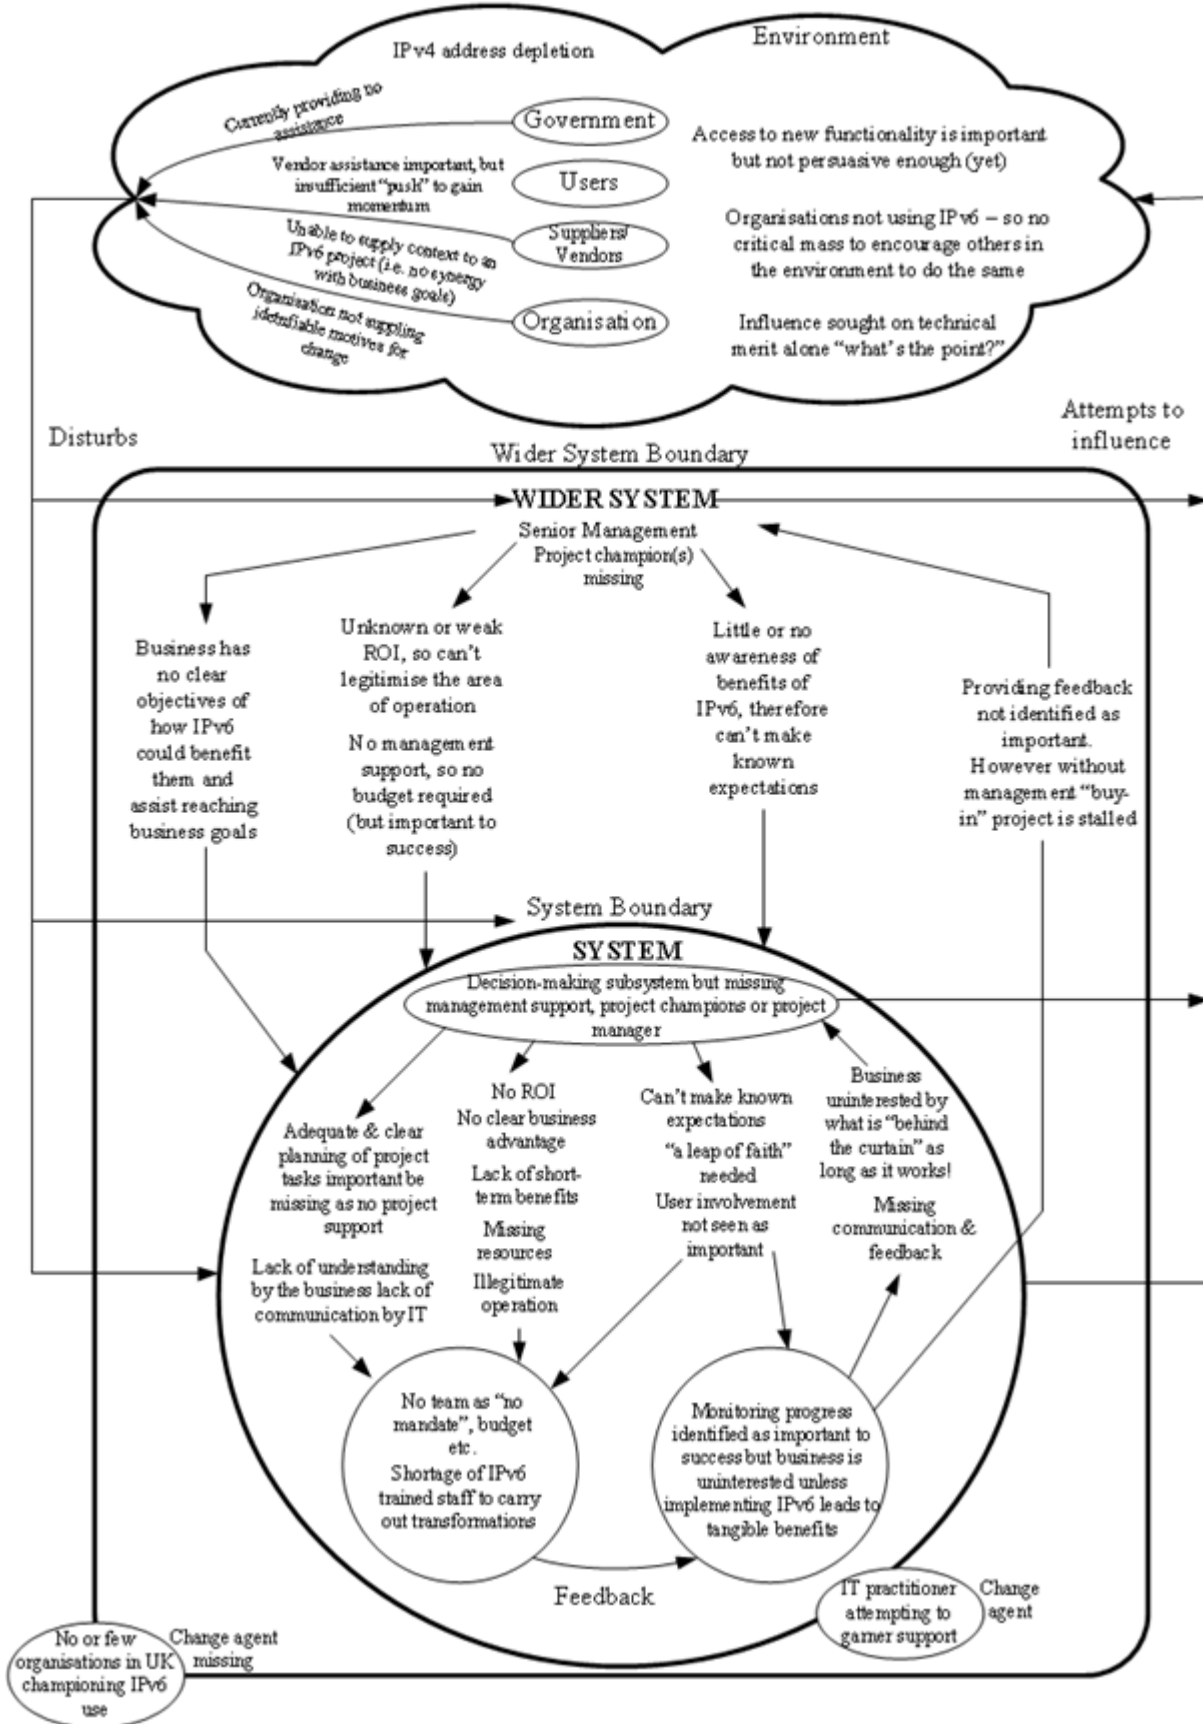 Environment
IPv4 address depletion
Currently providing no
assistance
Government
Access to new functionality is important
but not persuasive enough (yet)
Vendor assistance important, but
insufficient “push” to gain
momentum
Users
Unable to supply context to an
IPv6 project (i.e. no synergy
with business goals)
Suppliers/
Vendors
Organisations not using IPv6 – so no
critical mass to encourage others in
the environment to do the same
Organisation not suppling
idetnfiable motives for
change
Organisation
Influence sought on technical
merit alone “what’s the point?”
Disturbs
Attempts to
influence
Wider System Boundary
WIDER SYSTEM
Senior Management
Project champion(s)
missing
Business has
no clear
objectives of
how IPv6
could benefit
them and
assist reaching
business goals
Unknown or weak
ROI, so can’t
legitimise the area
of operation
No management
support, so no
budget required
(but important to
success)
Little or no
awareness of
benefits of
IPv6, therefore
can’t make
known
expectations
Providing feedback
not identified as
important.
However without
management “buy-
in” project is stalled
System Boundary
SYSTEM
Decision-making subsystem but missing
management support, project champions or project
manager
Adequate & clear
planning of project
tasks important be
missing as no project
support
Lack of understanding
by the business lack of
communication by IT
No ROI
No clear business
advantage
Lack of short-
term benefits
Missing
resources
Illegitimate
operation
Can’t make known
expectations
“a leap of faith”
needed
User involvement
not seen as
important
Business
uninterested by
what is “behind
the curtain” as
long as it works!
Missing
communication &
feedback
No team as “no
mandate”, budget
etc.
Shortage of IPv6
trained staff to carry
out transformations
Monitoring progress
identified as important to
success but business is
uninterested unless
implementing IPv6 leads to
tangible benefits
Feedback
IT practitioner
attempting to
garner support
Change
agent
No or few
organisations in UK
championing IPv6
use
Change agent
missing